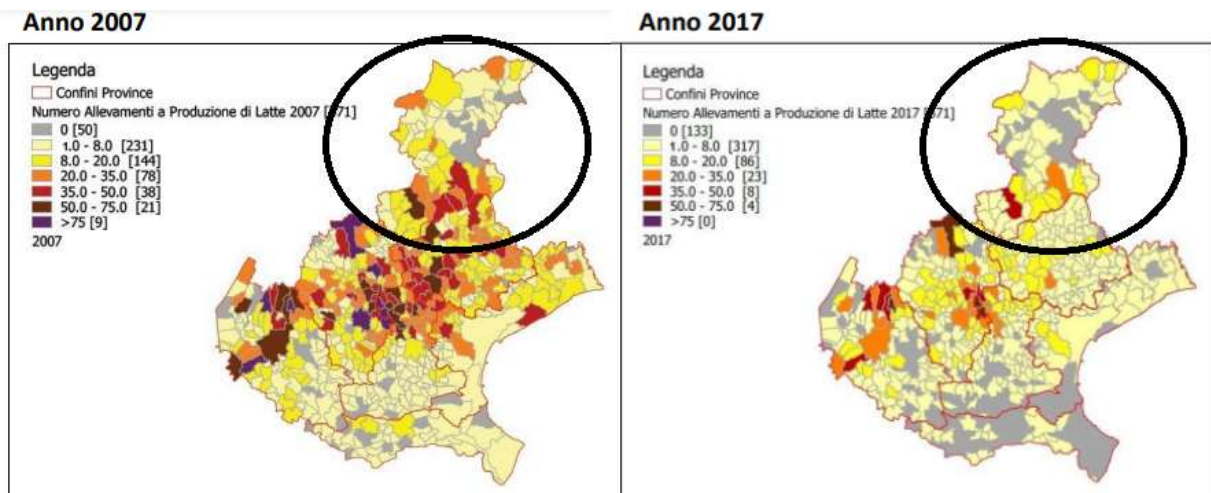 Anno 2007
Legenda
Confini Province
Numero Allevamenti a Produzione di Latte 2007 [371]
0 [50]
1.0 - 8.0 [231]
8.0 - 20.0 [144]
20.0 - 35.0 [78]
35.0 - 50.0 [38]
50.0 - 75.0 [21]
>75 [9]
2007
Anno 2017
Legenda
Confini Province
Numero Allevamenti a Produzione di Latte 2017
0 [133]
1.0 - 8.0 [317]
8.0 - 20.0 [86]
20.0 - 35.0 [23]
35.0 - 50.0 [8]
50.0 - 75.0 [4]
>75 [0]
2017